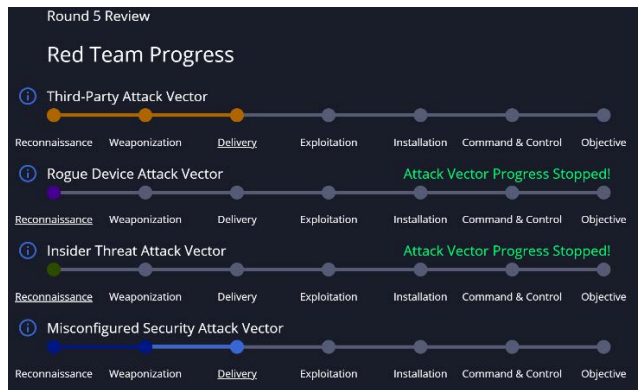 Round 5 Review
Red Team Progress
Third-Party Attack Vector
Reconnaissance Weaponization Delivery Exploitation Installation Command & Control Objective
Rogue Device Attack Vector Attack Vector Progress Stopped!
Reconnaissance Weaponization Delivery Exploitation Installation Command & Control Objective
Insider Threat Attack Vector Attack Vector Progress Stopped!
Reconnaissance Weaponization Delivery Exploitation Installation Command & Control Objective
Misconfigured Security Attack Vector
Reconnaissance Weaponization Delivery Exploitation Installation Command & Control Objective